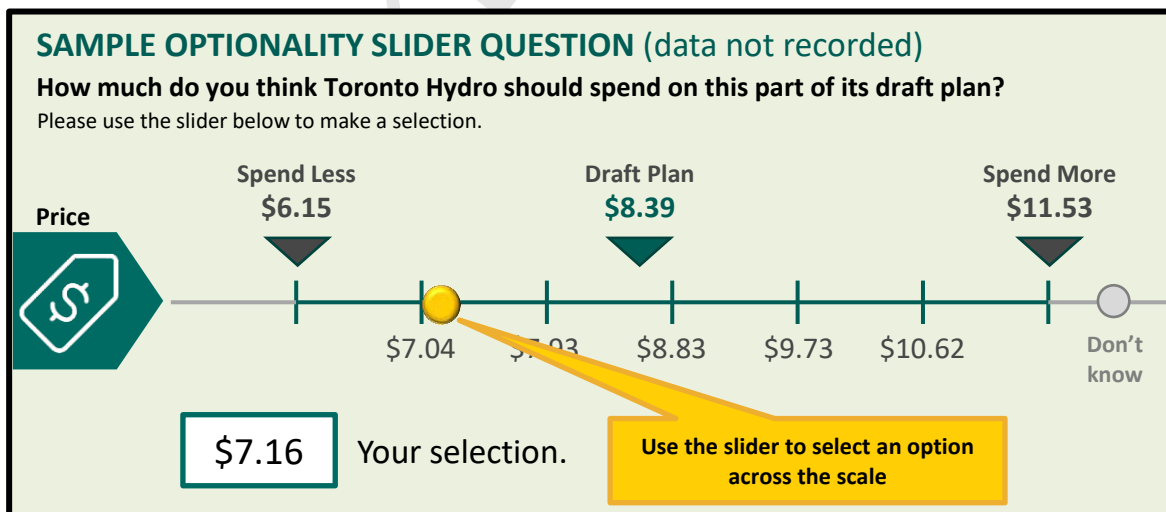 SAMPLE OPTIONALITY SLIDER QUESTION (data not recorded)
How much do you think Toronto Hydro should spend on this part of its draft plan?
Please use the slider below to make a selection.
Spend Less Draft Plan Spend More
$6.15 $8.39 $11.53
Price
$
$7.04 $7.93 $8.83 $9.73 $10.62 Don't
know
$7.16 Your selection.
Use the slider to select an option
across the scale